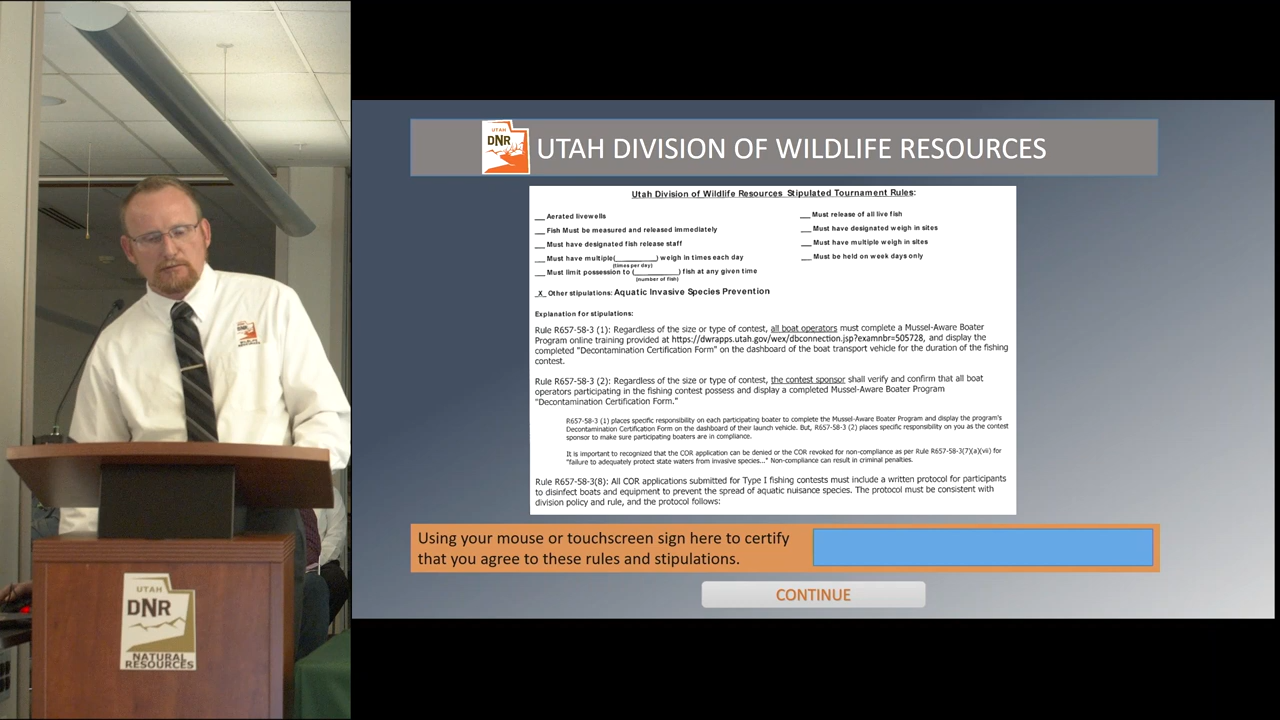 UTAH
DNR
UTAH DIVISION OF WILDLIFE RESOURCES
Utah Division of Wildlife Resources Stipulated Tournament Rules:
___ Aerated livewells
___ Fish Must be measured and released immediately
___ Must have designated fish release staff
___ Must have multiple(__________) weigh in times each day
(times per day)
___ Must limit possession to (___________) fish at any given time
(number of fish)
___ Must release of all live fish
___ Must have designated weigh in sites
___ Must have multiple weigh in sites
___ Must be held on week days only
_X_ Other stipulations: Aquatic Invasive Species Prevention
Explanation for stipulations:
Rule R657-58-3 (1): Regardless of the size or type of contest, all boat operators must complete a Mussel-Aware Boater
Program online training provided at https://dwrapps.utah.gov/wex/dbconnection.jsp?examnbr=505728, and display the
completed "Decontamination Certification Form" on the dashboard of the boat transport vehicle for the duration of the fishing
contest.
Rule R657-58-3 (2): Regardless of the size or type of contest, the contest sponsor shall verify and confirm that all boat
operators participating in the fishing contest possess and display a completed Mussel-Aware Boater Program
"Decontamination Certification Form."
R657-58-3 (1) places specific responsibility on each participating boater to complete the Mussel-Aware Boater Program and display the program's
Decontamination Certification Form on the dashboard of their launch vehicle. But, R657-58-3 (2) places specific responsibility on you as the contest
sponsor to make sure participating boaters are in compliance.
It is important to recognized that the COR application can be denied or the COR revoked for non-compliance as per Rule R657-58-3(7)(a)(vii) for
"failure to adequately protect state waters from invasive species..." Non-compliance can result in criminal penalties.
Rule R657-58-3(8): All COR applications submitted for Type I fishing contests must include a written protocol for participants
to disinfect boats and equipment to prevent the spread of aquatic nuisance species. The protocol must be consistent with
division policy and rule, and the protocol follows:
Using your mouse or touchscreen sign here to certify
that you agree to these rules and stipulations.
CONTINUE
DNR
UTAH
DNR
NATURAL
RESOURCES